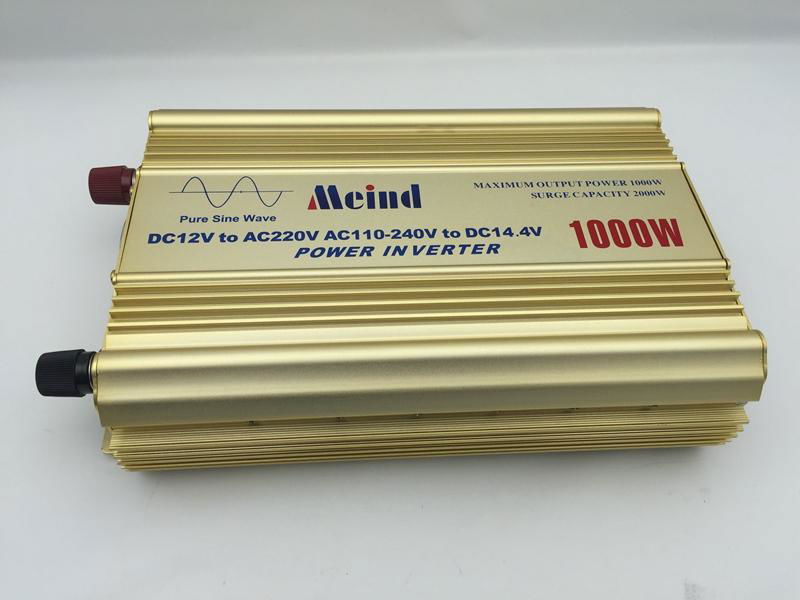 Meind
MAXIMUM OUTPUT POWER 1000W
SURGE CAPACITY 2000W
Pure Sine Wave
DC12V to AC220V AC110-240V to DC14.4V
1000W
POWER INVERTER